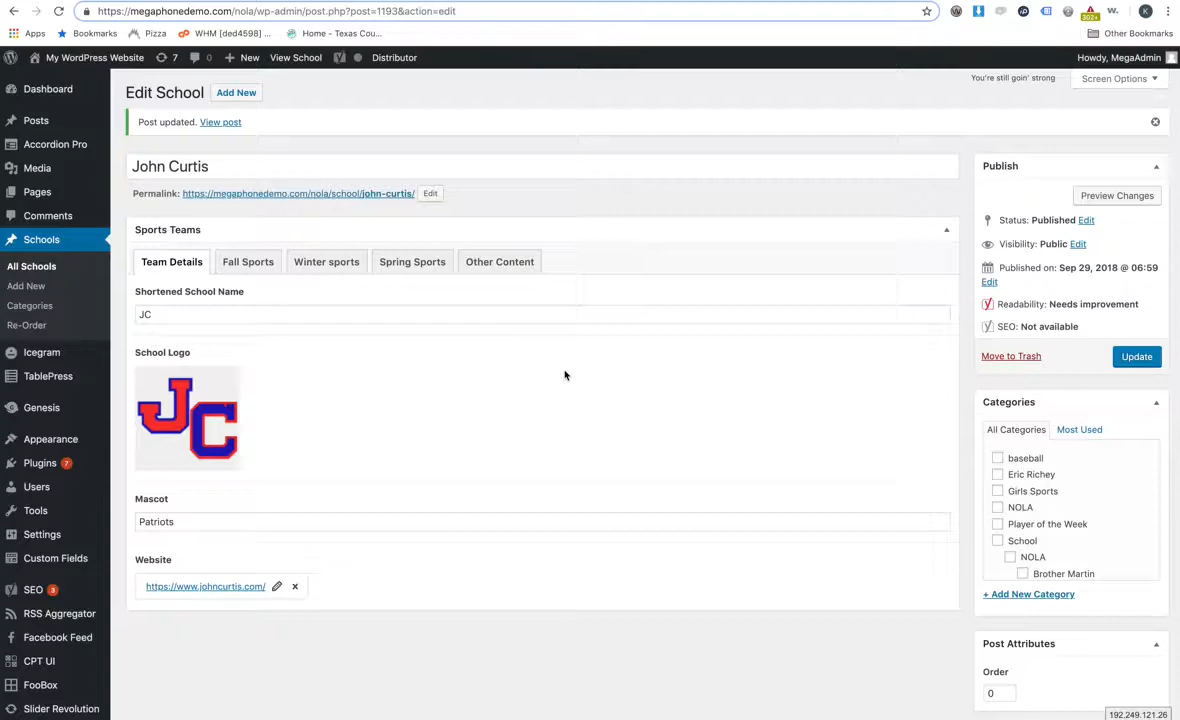 https://megaphonedemo.com/nola/wp-admin/post.php?post=1193&action=edit
302+
W.
K
Apps
Bookmarks
Pizza
WHM [ded4598] ...
Home - Texas Cou...
Other Bookmarks
My WordPress Website
7
0
New
View School
Distributor
Howdy, MegaAdmin
Dashboard
Posts
Accordion Pro
Media
Pages
Comments
Schools
All Schools
Add New
Categories
Re-Order
Icegram
TablePress
Genesis
Appearance
Plugins 7
Users
Tools
Settings
Custom Fields
SEO 3
RSS Aggregator
Facebook Feed
CPT UI
FooBox
Slider Revolution
You're still goin' strong
Screen Options
Edit School
Add New
Post updated. View post
John Curtis
Permalink: https://megaphonedemo.com/nola/school/john-curtis/ Edit
Sports Teams
Team Details
Fall Sports
Winter sports
Spring Sports
Other Content
Shortened School Name
JC
School Logo
JC
Mascot
Patriots
Website
https://www.johncurtis.com/
Publish
Preview Changes
Status: Published Edit
Visibility: Public Edit
Published on: Sep 29, 2018 @ 06:59
Edit
Readability: Needs improvement
SEO: Not available
Move to Trash
Update
Categories
All Categories
Most Used
baseball
Eric Richey
Girls Sports
NOLA
Player of the Week
School
NOLA
Brother Martin
+ Add New Category
Post Attributes
Order
0
192.249.121.26